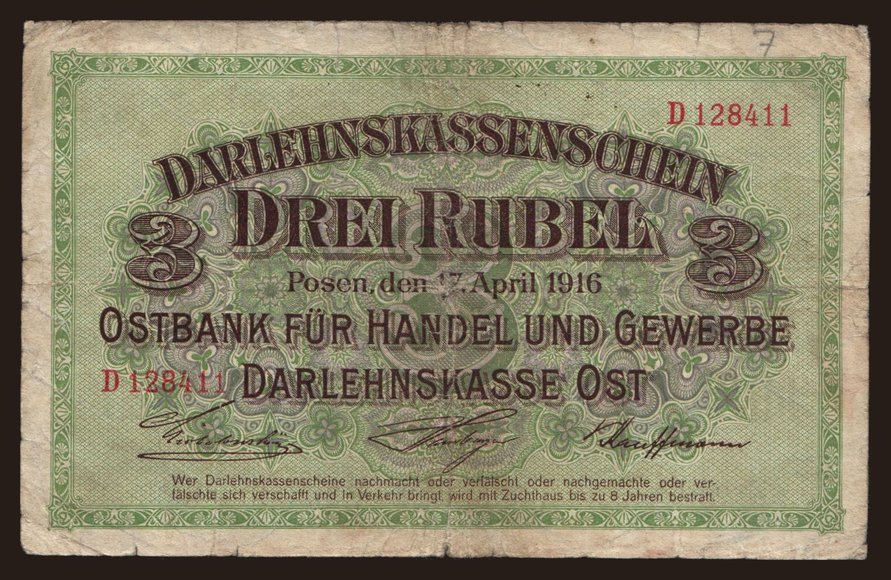 7
D 128411
DARLEHNSKASSENSCHEIN
3 DREI RUBEL 3
Posen, den 17. April 1916
OSTBANK FÜR HANDEL UND GEWERBE
D 128411 DARLEHNSKASSE OST
Kauffmann
Wer Darlehnskassenscheine nachmacht oder verfälscht oder nachgemachte oder ver-
fälschte sich verschafft und in Verkehr bringt, wird mit Zuchthaus bis zu 8 Jahren bestraft.